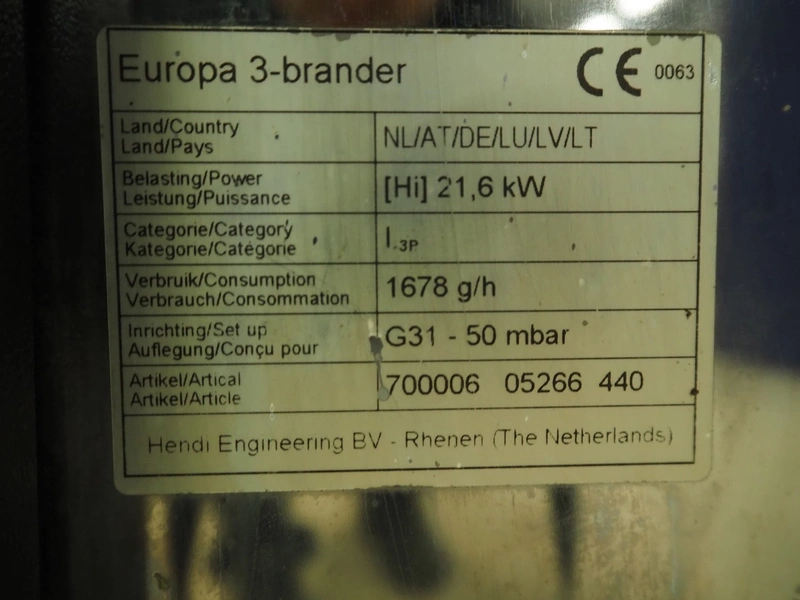 Europa 3-brander CE 0063
Land/Country
Land/Pays
NL/AT/DE/LU/LV/LT
Belasting/Power
Leistung/Puissance
[Hi] 21,6 kW
Categorie/Category
Kategorie/Catégorie
I 3P
Verbruik/Consumption
Verbrauch/Consommation
1678 g/h
Inrichting/Set up
Auflegung/Conçu pour
G31 - 50 mbar
Artikel/Artical
Artikel/Article
700006 05266 440
Hendi Engineering BV - Rhenen (The Netherlands)